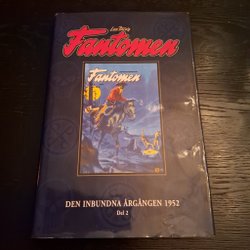 Lee Falk
Fantomen
Fantomen
DEN INBUNDNA ÅRGÅNGEN 1952
Del 2